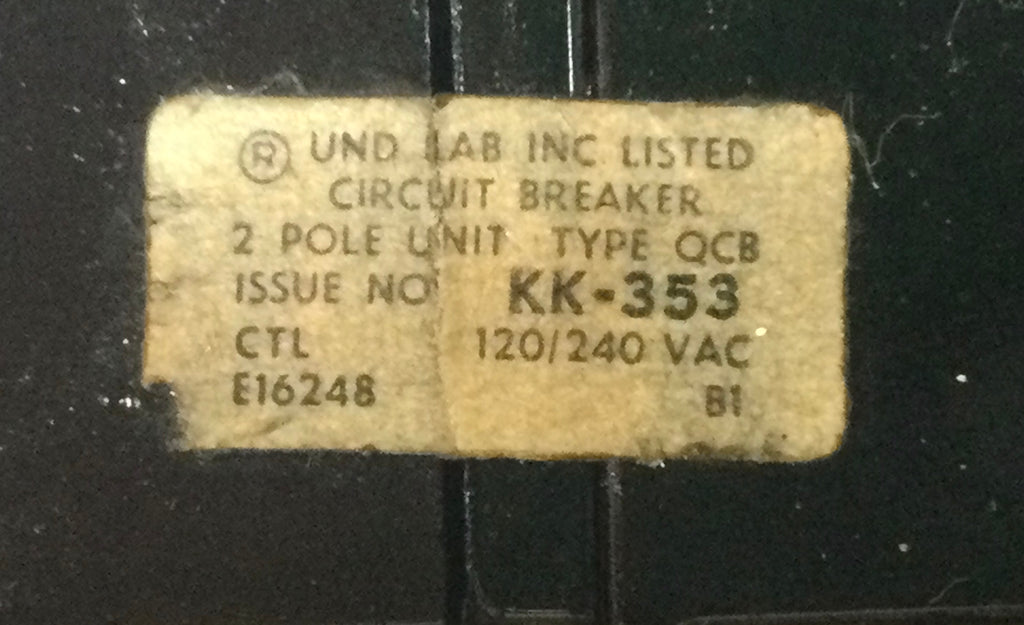 ® UND LAB INC LISTED
CIRCUIT BREAKER
2 POLE UNIT TYPE QCB
ISSUE NO KK-353
CTL 120/240 VAC
E16248 B1